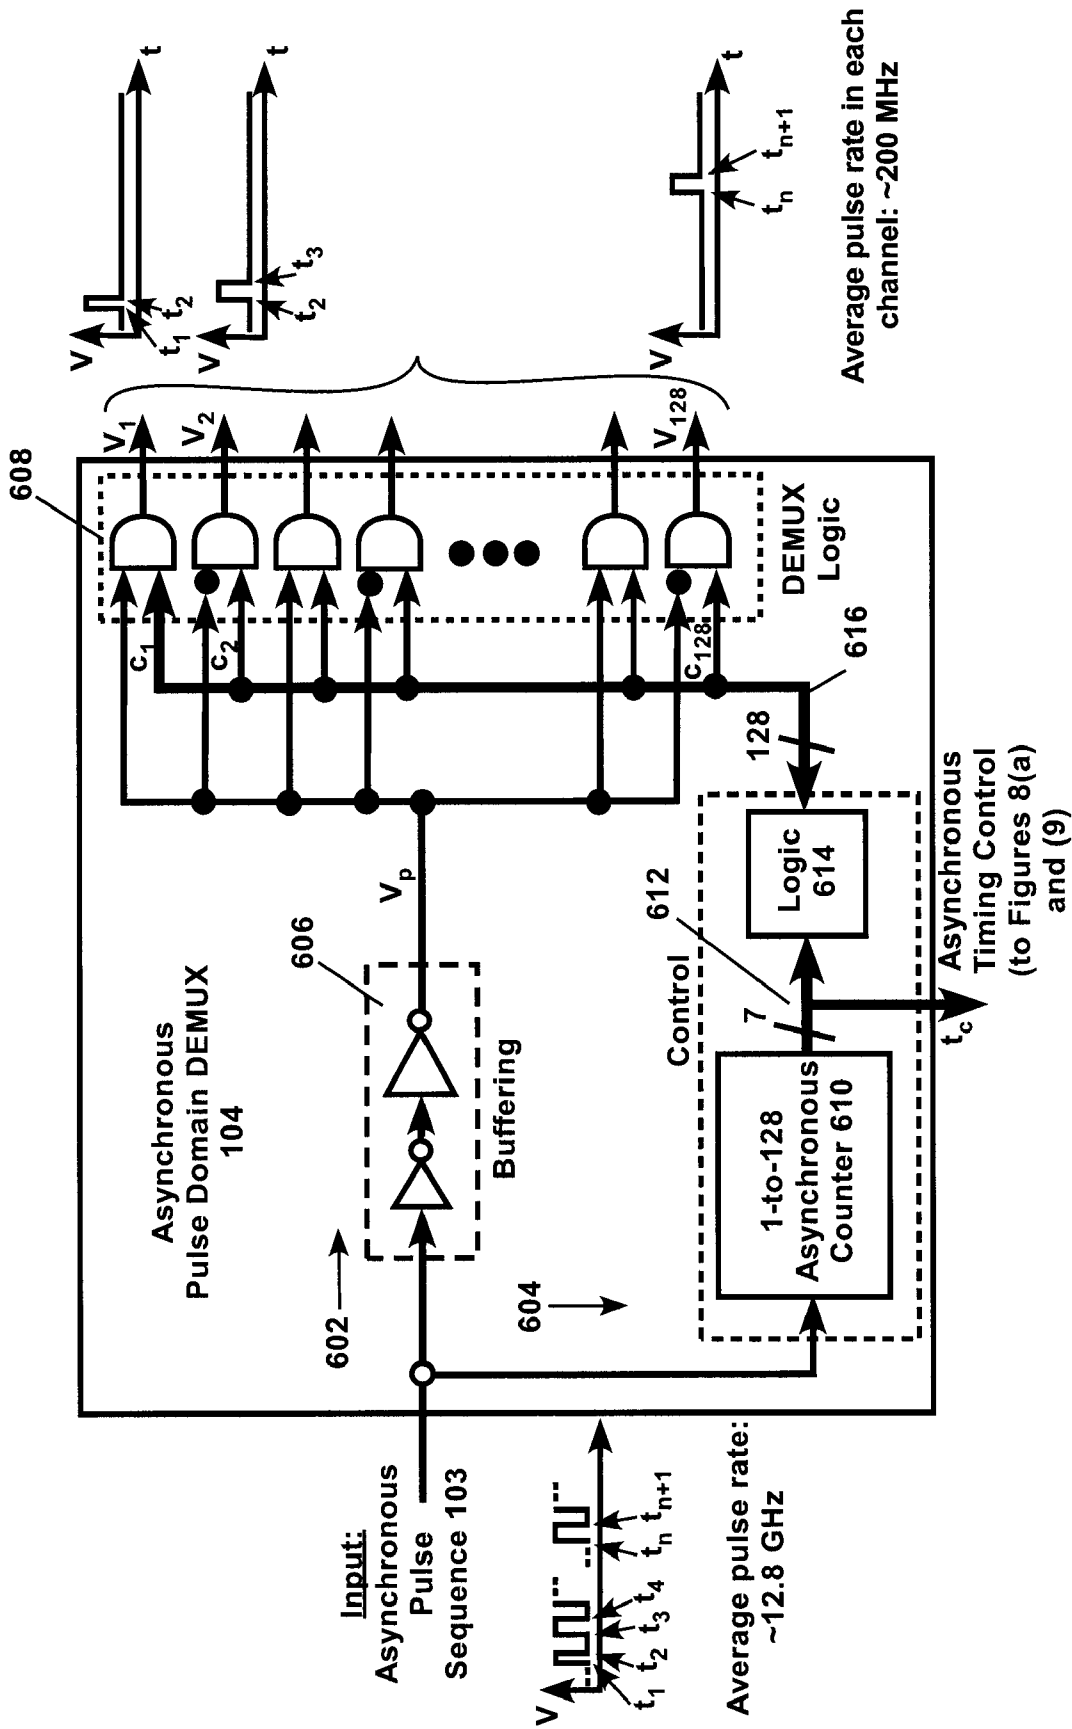 Input:
Asynchronous
Pulse
Sequence 103
V
t1 t2 t3 t4 tn tn+1
Average pulse rate:
~12.8 GHz
Asynchronous
Pulse Domain DEMUX
104
602
604
606
Buffering
Vp
Control
1-to-128
Asynchronous
Counter 610
7
612
Logic
614
128
616
tc
Asynchronous
Timing Control
(to Figures 8(a)
and (9)
608
c1
c2
c128
DEMUX
Logic
V1
V2
V128
V
t1
t2
t
V
t2
t3
t
V
tn
tn+1
t
Average pulse rate in each
channel: ~200 MHz